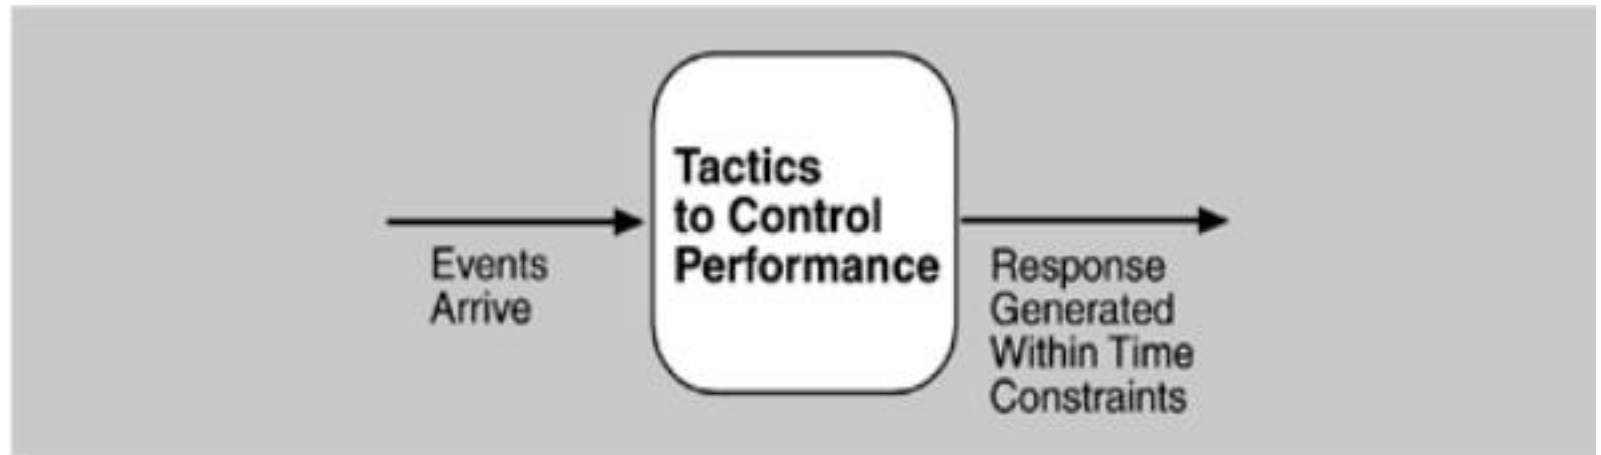 Events
Arrive
Tactics
to Control
Performance
Response
Generated
Within Time
Constraints